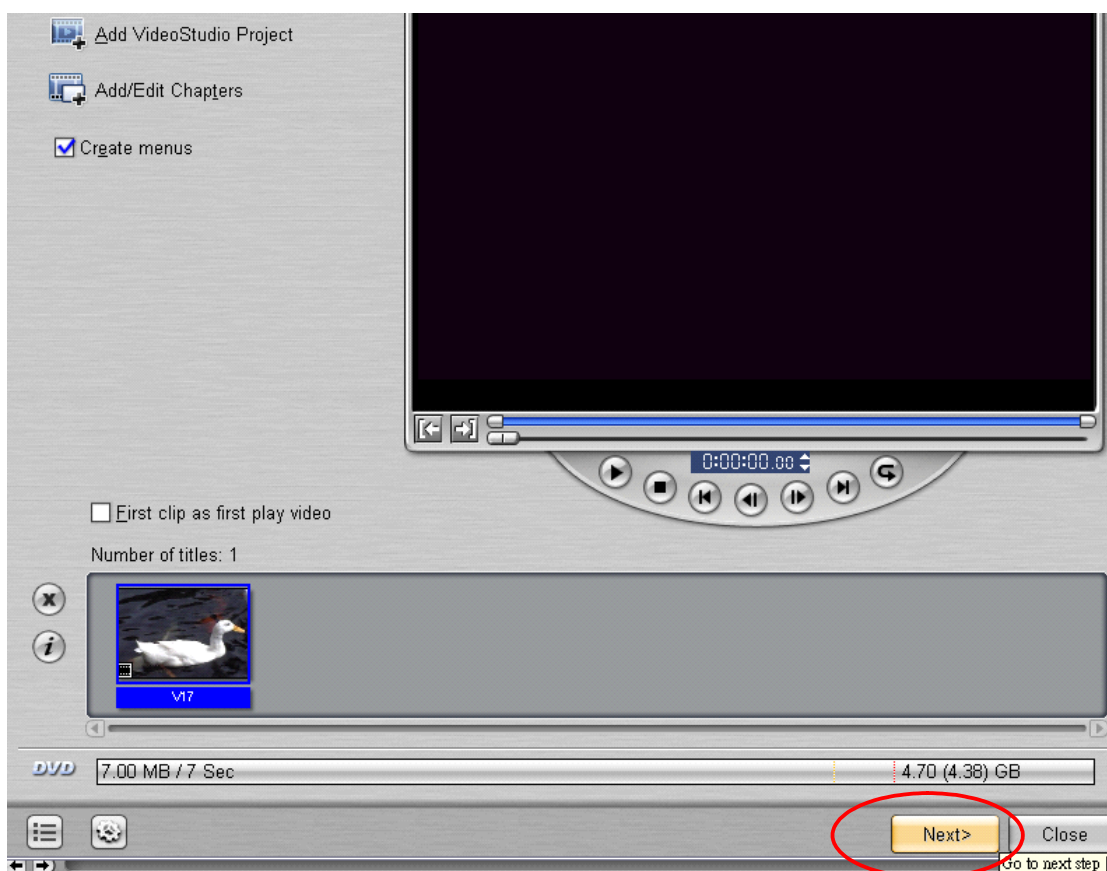 Add VideoStudio Project
Add/Edit Chapters
Create menus
0:00:00.00
First clip as first play video
Number of titles: 1
V17
DVD 7.00 MB / 7 Sec 4.70 (4.38) GB
Next> Close
Go to next step